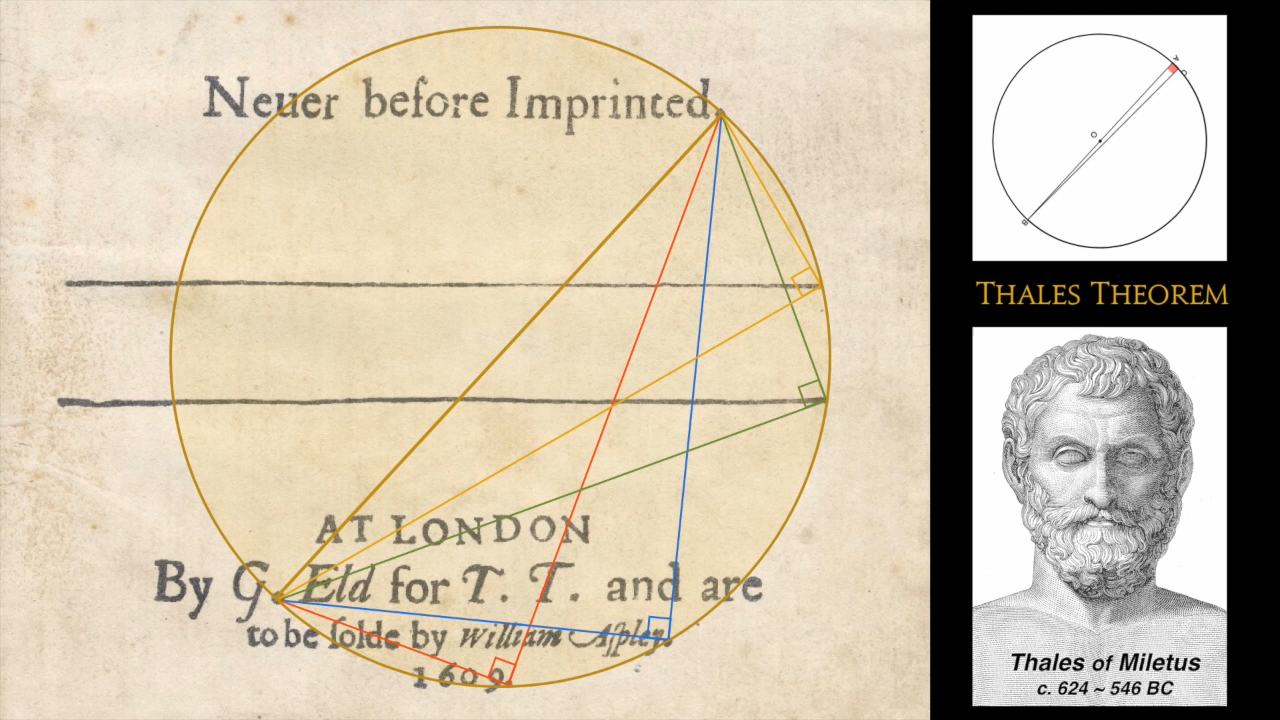 Neuer before Imprinted.
AT LONDON
By G. Eld for T. T. and are
to be ſolde by William Aſpley.
1609.
THALES THEOREM
Thales of Miletus
c. 624 ~ 546 BC